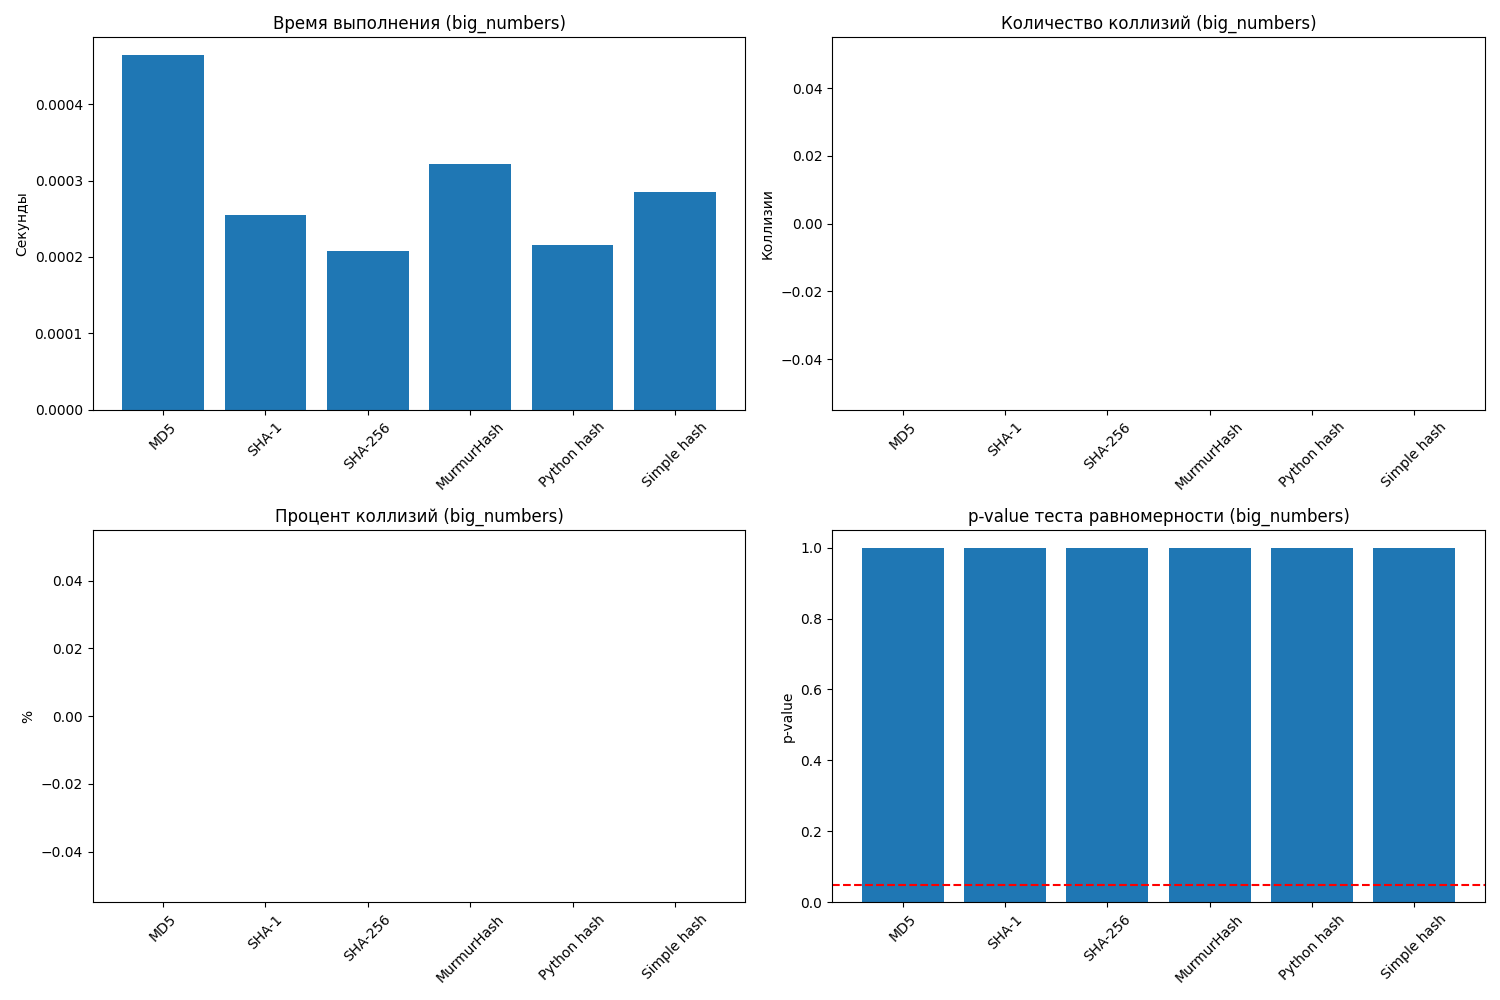 Время выполнения (big_numbers)
Секунды
0.0004
0.0003
0.0002
0.0001
0.0000
MD5
SHA-1
SHA-256
MurmurHash
Python hash
Simple hash
Количество коллизий (big_numbers)
Коллизии
0.04
0.02
0.00
−0.02
−0.04
MD5
SHA-1
SHA-256
MurmurHash
Python hash
Simple hash
Процент коллизий (big_numbers)
%
0.04
0.02
0.00
−0.02
−0.04
MD5
SHA-1
SHA-256
MurmurHash
Python hash
Simple hash
p-value теста равномерности (big_numbers)
p-value
1.0
0.8
0.6
0.4
0.2
0.0
MD5
SHA-1
SHA-256
MurmurHash
Python hash
Simple hash